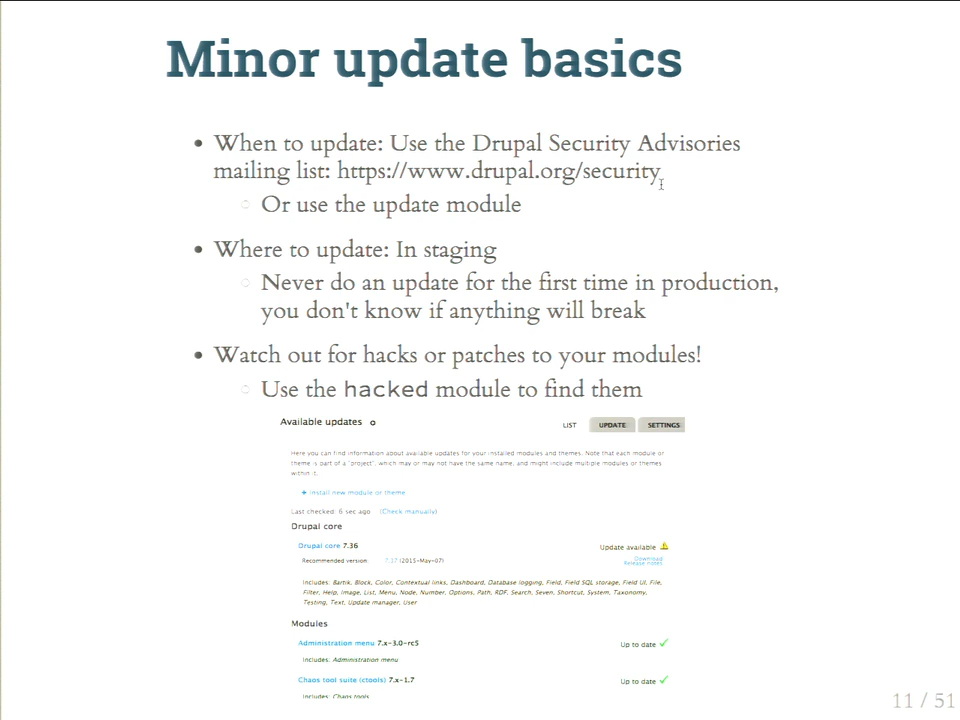 Minor update basics
When to update: Use the Drupal Security Advisories
mailing list: https://www.drupal.org/security
Or use the update module
Where to update: In staging
Never do an update for the first time in production,
you don't know if anything will break
Watch out for hacks or patches to your modules!
Use the hacked module to find them
Available updates
LIST UPDATE SETTINGS
Here you can find information about available updates for your installed modules and themes. Note that each module or
theme is part of a "project", which may or may not have the same name, and might include multiple modules or themes
within it.
+ Install new module or theme
Last checked: 6 sec ago (Check manually)
Drupal core
Drupal core 7.36 Update available
Recommended version: 7.37 (2015-May-07) Download
Release notes
Includes: Bartik, Block, Color, Contextual links, Dashboard, Database logging, Field, Field SQL storage, Field UI, File,
Filter, Help, Image, List, Menu, Node, Number, Options, Path, RDF, Search, Seven, Shortcut, System, Taxonomy,
Testing, Text, Update manager, User
Modules
Administration menu 7.x-3.0-rc5 Up to date
Includes: Administration menu
Chaos tool suite (ctools) 7.x-1.7 Up to date
Includes: Chaos tools
11 / 51